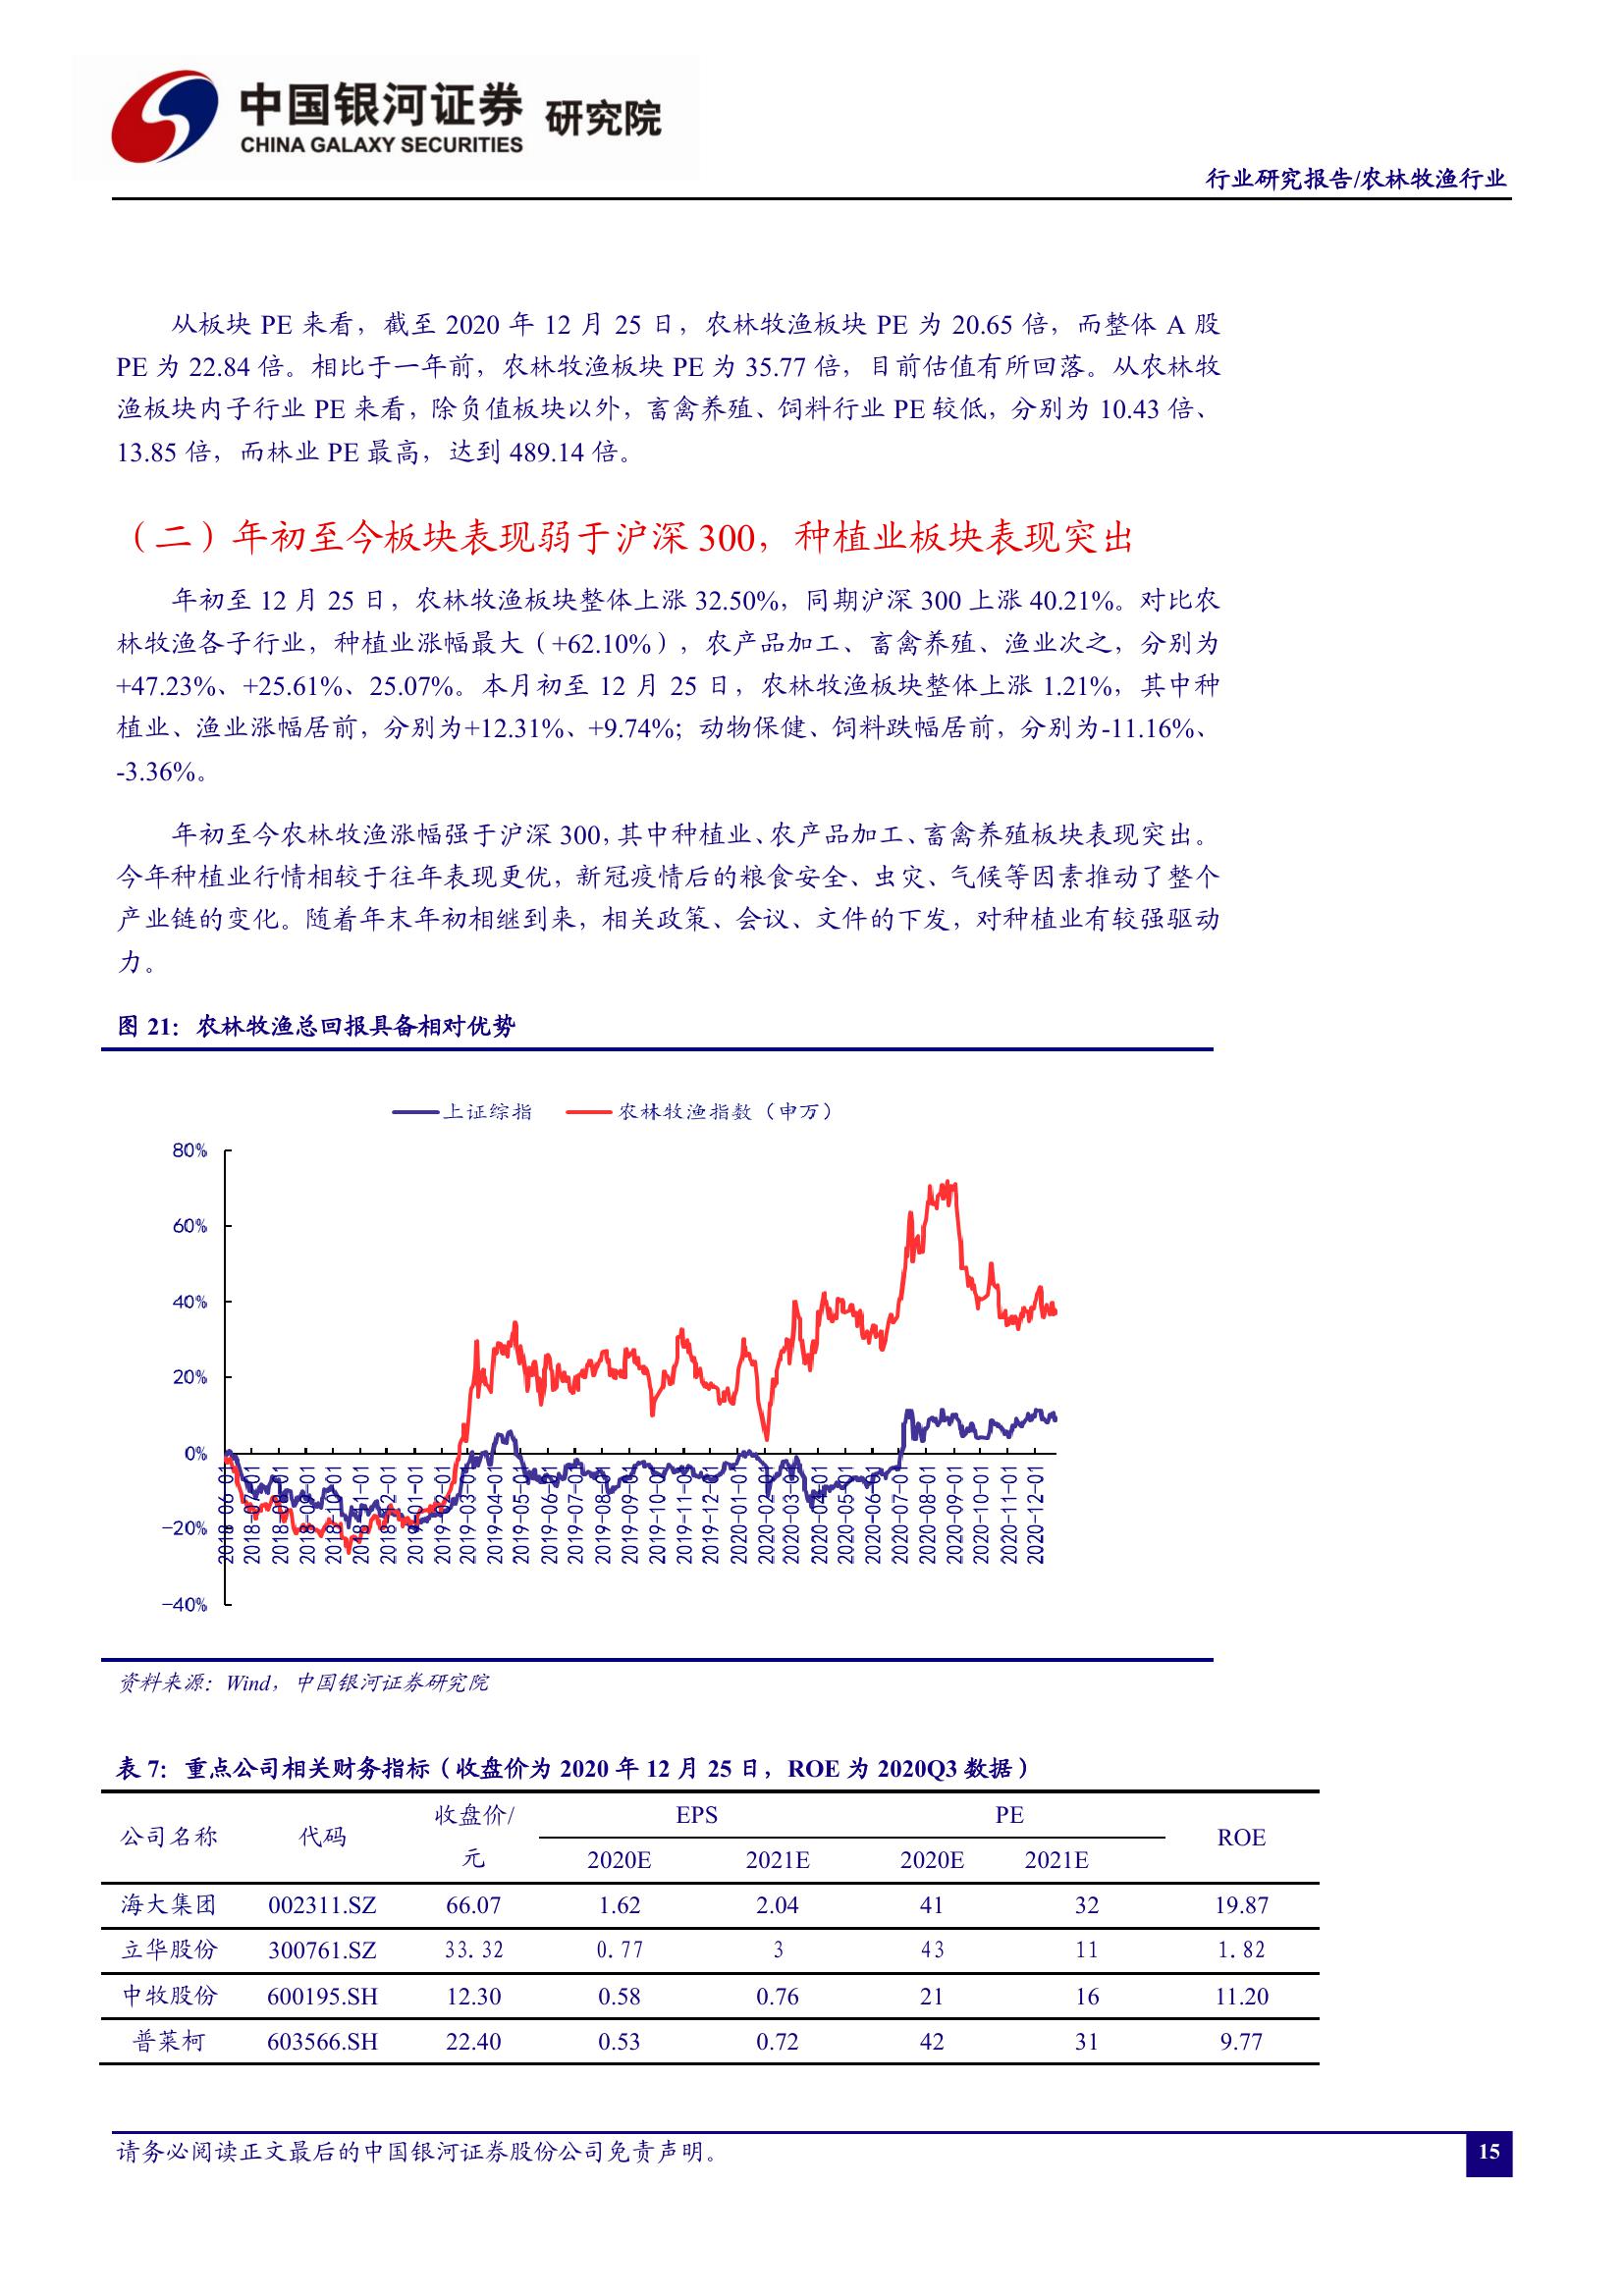 中国银河证券 研究院
CHINA GALAXY SECURITIES
行业研究报告/农林牧渔行业
从板块 PE 来看，截至 2020 年 12 月 25 日，农林牧渔板块 PE 为 20.65 倍，而整体 A 股
PE 为 22.84 倍。相比于一年前，农林牧渔板块 PE 为 35.77 倍，目前估值有所回落。从农林牧
渔板块内子行业 PE 来看，除负值板块以外，畜禽养殖、饲料行业 PE 较低，分别为 10.43 倍、
13.85 倍，而林业 PE 最高，达到 489.14 倍。
（二）年初至今板块表现弱于沪深 300，种植业板块表现突出
年初至 12 月 25 日，农林牧渔板块整体上涨 32.50%，同期沪深 300 上涨 40.21%。对比农
林牧渔各子行业，种植业涨幅最大（+62.10%），农产品加工、畜禽养殖、渔业次之，分别为
+47.23%、+25.61%、25.07%。本月初至 12 月 25 日，农林牧渔板块整体上涨 1.21%，其中种
植业、渔业涨幅居前，分别为+12.31%、+9.74%；动物保健、饲料跌幅居前，分别为-11.16%、
-3.36%。
年初至今农林牧渔涨幅强于沪深 300，其中种植业、农产品加工、畜禽养殖板块表现突出。
今年种植业行情相较于往年表现更优，新冠疫情后的粮食安全、虫灾、气候等因素推动了整个
产业链的变化。随着年末年初相继到来，相关政策、会议、文件的下发，对种植业有较强驱动
力。
图 21：农林牧渔总回报具备相对优势
上证综指 农林牧渔指数（申万）
80%
60%
40%
20%
0%
-20%
-40%
2018-06-01 2018-07-01 2018-08-01 2018-09-01 2018-10-01 2018-11-01 2018-12-01 2019-01-01 2019-02-01 2019-03-01 2019-04-01 2019-05-01 2019-06-01 2019-07-01 2019-08-01 2019-09-01 2019-10-01 2019-11-01 2019-12-01 2020-01-01 2020-02-01 2020-03-01 2020-04-01 2020-05-01 2020-06-01 2020-07-01 2020-08-01 2020-09-01 2020-10-01 2020-11-01 2020-12-01
资料来源：Wind，中国银河证券研究院
表 7：重点公司相关财务指标（收盘价为 2020 年 12 月 25 日，ROE 为 2020Q3 数据）
公司名称 代码 收盘价/元 EPS PE ROE
2020E 2021E 2020E 2021E
海大集团 002311.SZ 66.07 1.62 2.04 41 32 19.87
立华股份 300761.SZ 33.32 0.77 3 43 11 1.82
中牧股份 600195.SH 12.30 0.58 0.76 21 16 11.20
普莱柯 603566.SH 22.40 0.53 0.72 42 31 9.77
请务必阅读正文最后的中国银河证券股份公司免责声明。
15